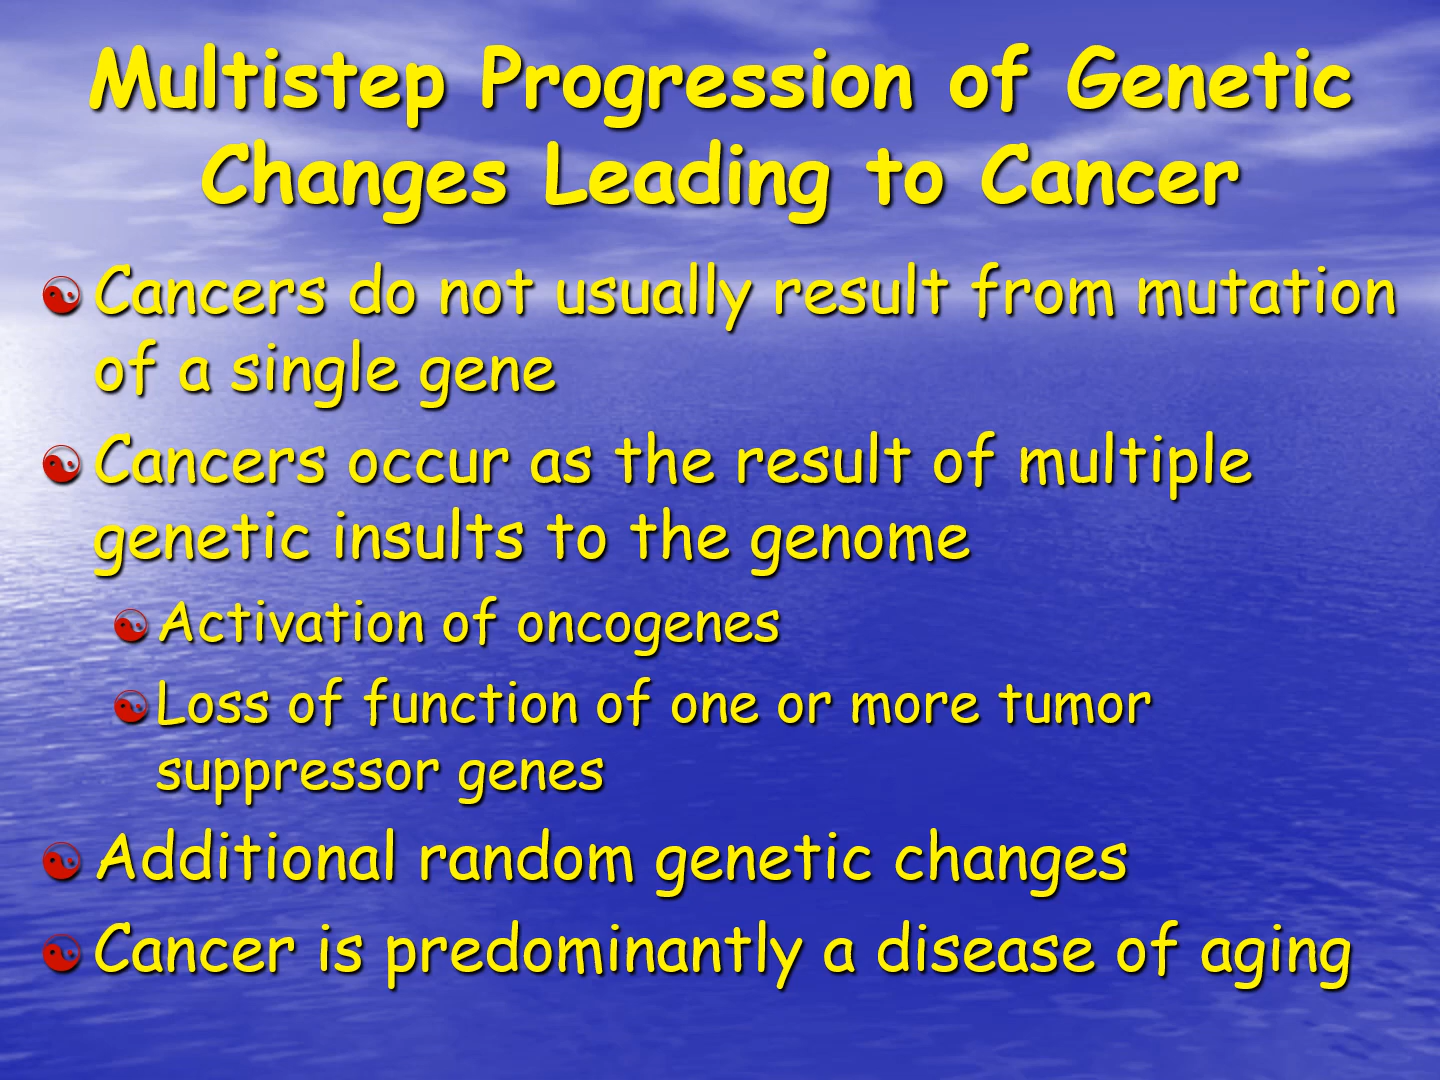 Multistep Progression of Genetic
Changes Leading to Cancer
Cancers do not usually result from mutation
of a single gene
Cancers occur as the result of multiple
genetic insults to the genome
Activation of oncogenes
Loss of function of one or more tumor
suppressor genes
Additional random genetic changes
Cancer is predominantly a disease of aging